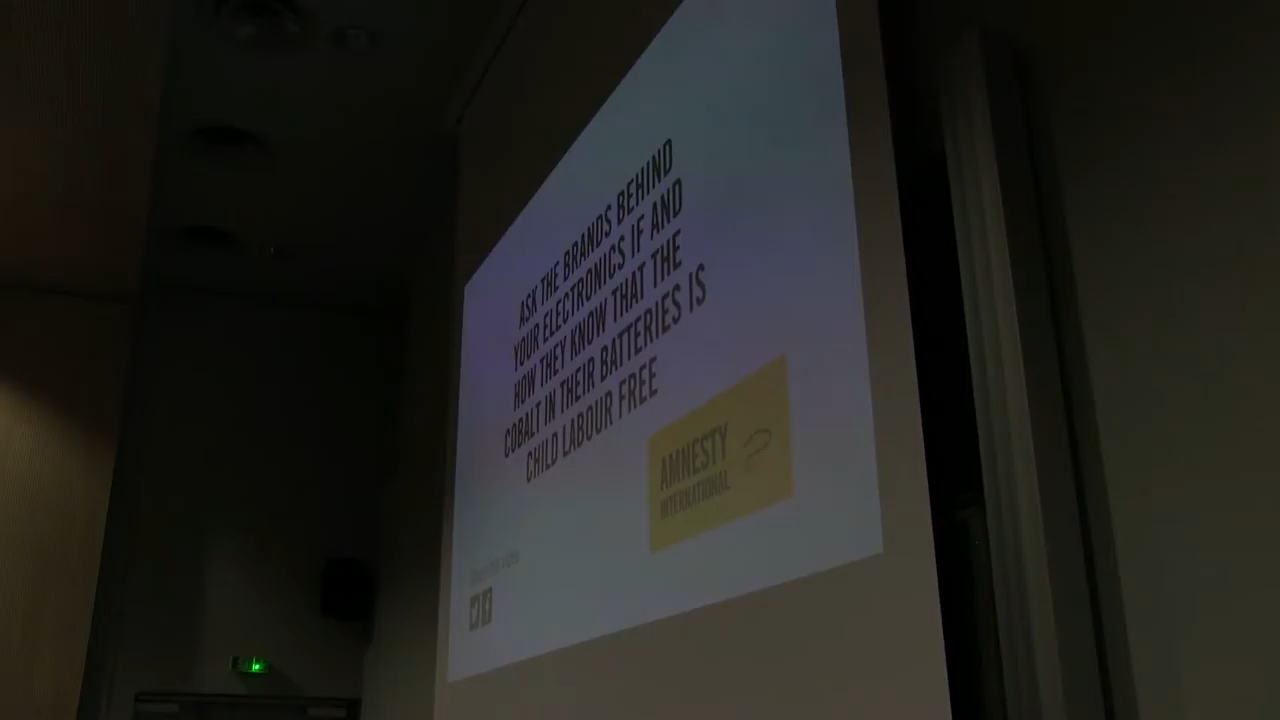 ASK THE BRANDS BEHIND
YOUR ELECTRONICS IF AND
HOW THEY KNOW THAT THE
COBALT IN THEIR BATTERIES IS
CHILD LABOUR FREE
AMNESTY
INTERNATIONAL